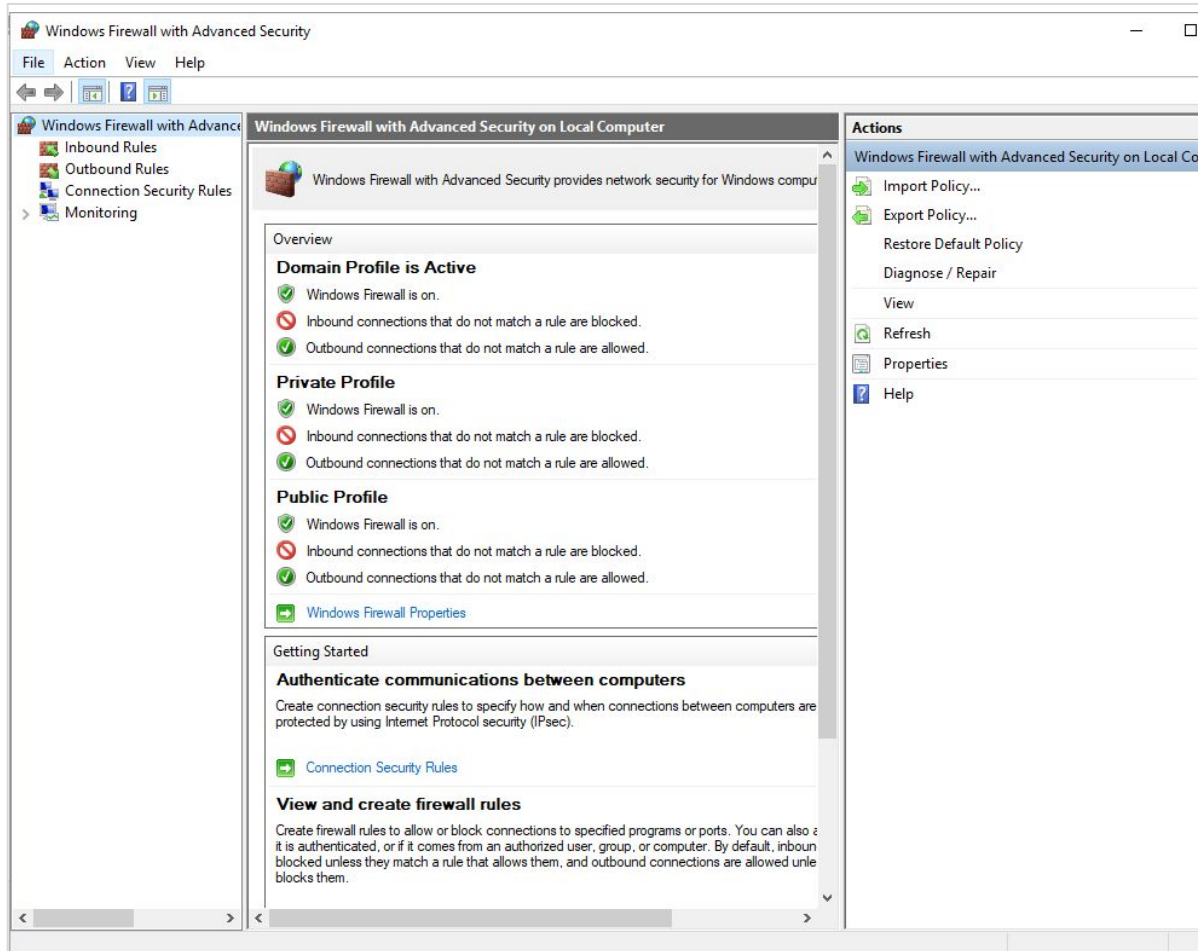 Windows Firewall with Advanced Security
File Action View Help
Windows Firewall with Advance
Inbound Rules
Outbound Rules
Connection Security Rules
Monitoring
Windows Firewall with Advanced Security on Local Computer
Windows Firewall with Advanced Security provides network security for Windows compu
Overview
Domain Profile is Active
Windows Firewall is on.
Inbound connections that do not match a rule are blocked.
Outbound connections that do not match a rule are allowed.
Private Profile
Windows Firewall is on.
Inbound connections that do not match a rule are blocked.
Outbound connections that do not match a rule are allowed.
Public Profile
Windows Firewall is on.
Inbound connections that do not match a rule are blocked.
Outbound connections that do not match a rule are allowed.
Windows Firewall Properties
Getting Started
Authenticate communications between computers
Create connection security rules to specify how and when connections between computers are
protected by using Internet Protocol security (IPsec).
Connection Security Rules
View and create firewall rules
Create firewall rules to allow or block connections to specified programs or ports. You can also a
it is authenticated, or if it comes from an authorized user, group, or computer. By default, inboun
blocked unless they match a rule that allows them, and outbound connections are allowed unle
blocks them.
Actions
Windows Firewall with Advanced Security on Local Co
Import Policy...
Export Policy...
Restore Default Policy
Diagnose / Repair
View
Refresh
Properties
Help